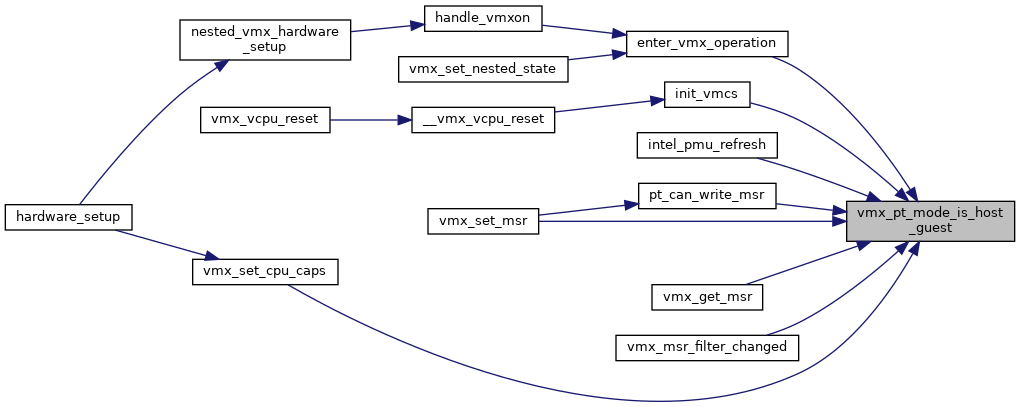 handle_vmxon
nested_vmx_hardware
_setup
enter_vmx_operation
vmx_set_nested_state
init_vmcs
vmx_vcpu_reset
__vmx_vcpu_reset
intel_pmu_refresh
pt_can_write_msr
hardware_setup
vmx_set_msr
vmx_pt_mode_is_host
_guest
vmx_set_cpu_caps
vmx_get_msr
vmx_msr_filter_changed